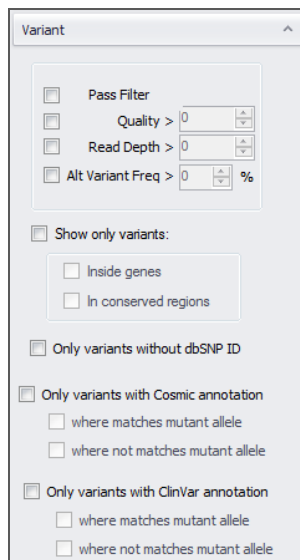 Variant
Pass Filter
Quality > 0
Read Depth > 0
Alt Variant Freq > 0 %
Show only variants:
Inside genes
In conserved regions
Only variants without dbSNP ID
Only variants with Cosmic annotation
where matches mutant allele
where not matches mutant allele
Only variants with ClinVar annotation
where matches mutant allele
where not matches mutant allele